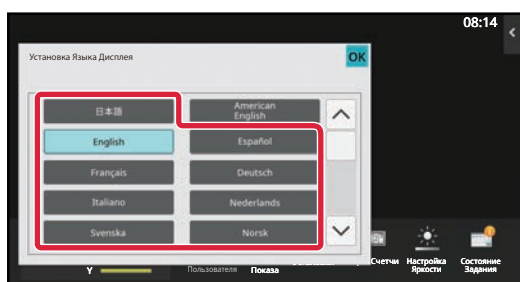 08:14
Установка Языка Дисплея
OK
日本語
American
English
English
Español
Français
Deutsch
Italiano
Nederlands
Svenska
Norsk
Счетчи
Настройка
Яркости
Состояние
Задания
Y
Пользователя
Показа